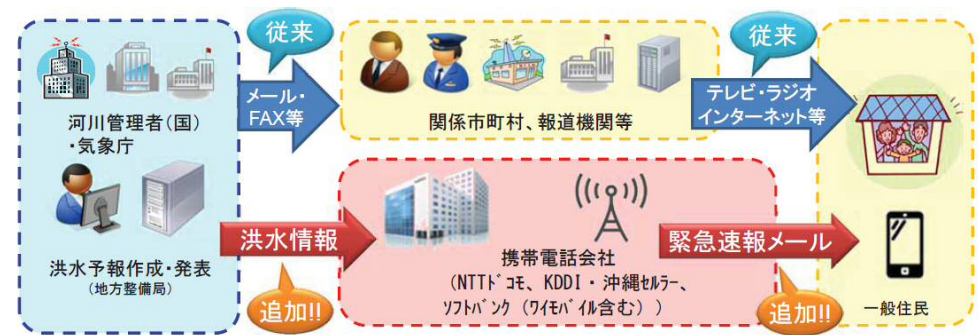 従来
従来
メール・
FAX等
テレビ・ラジオ
インターネット等
河川管理者(国)
・気象庁
関係市町村、報道機関等
洪水情報
緊急速報メール
洪水予報作成・発表
(地方整備局)
携帯電話会社
(NTTﾄﾞｺﾓ、KDDI・沖縄ｾﾙﾗｰ、
ｿﾌﾄﾊﾞﾝｸ(ﾜｲﾓﾊﾞｲﾙ含む))
追加!!
追加!!
一般住民